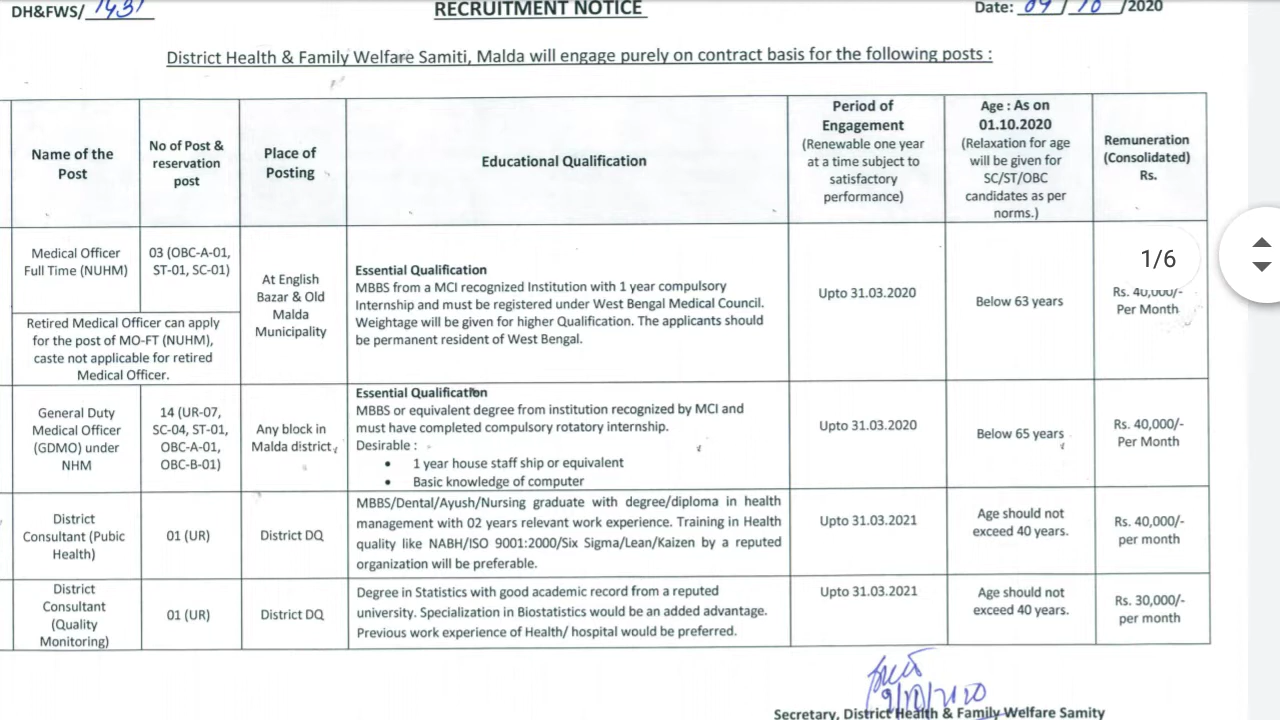 DH&FWS/ 1431
RECRUITMENT NOTICE
Date: 09 / 10 /2020
District Health & Family Welfare Samiti, Malda will engage purely on contract basis for the following posts :
Name of the
Post
No of Post &
reservation
post
Place of
Posting
Educational Qualification
Period of
Engagement
(Renewable one year
at a time subject to
satisfactory
performance)
Age : As on
01.10.2020
(Relaxation for age
will be given for
SC/ST/OBC
candidates as per
norms.)
Remuneration
(Consolidated)
Rs.
Medical Officer
Full Time (NUHM)
03 (OBC-A-01,
ST-01, SC-01)
Retired Medical Officer can apply
for the post of MO-FT (NUHM),
caste not applicable for retired
Medical Officer.
At English
Bazar & Old
Malda
Municipality
Essential Qualification
MBBS from a MCI recognized Institution with 1 year compulsory
Internship and must be registered under West Bengal Medical Council.
Weightage will be given for higher Qualification. The applicants should
be permanent resident of West Bengal.
Upto 31.03.2020
Below 63 years
1/6
Rs. 40,000/-
Per Month
General Duty
Medical Officer
(GDMO) under
NHM
14 (UR-07,
SC-04, ST-01,
OBC-A-01,
OBC-B-01)
Any block in
Malda district
Essential Qualification
MBBS or equivalent degree from institution recognized by MCI and
must have completed compulsory rotatory internship.
Desirable :
• 1 year house staff ship or equivalent
• Basic knowledge of computer
Upto 31.03.2020
Below 65 years
Rs. 40,000/-
Per Month
District
Consultant (Pubic
Health)
01 (UR)
District DQ
MBBS/Dental/Ayush/Nursing graduate with degree/diploma in health
management with 02 years relevant work experience. Training in Health
quality like NABH/ISO 9001:2000/Six Sigma/Lean/Kaizen by a reputed
organization will be preferable.
Upto 31.03.2021
Age should not
exceed 40 years.
Rs. 40,000/-
per month
District
Consultant
(Quality
Monitoring)
01 (UR)
District DQ
Degree in Statistics with good academic record from a reputed
university. Specialization in Biostatistics would be an added advantage.
Previous work experience of Health/ hospital would be preferred.
Upto 31.03.2021
Age should not
exceed 40 years.
Rs. 30,000/-
per month
Secretary, District Health & Family Welfare Samity